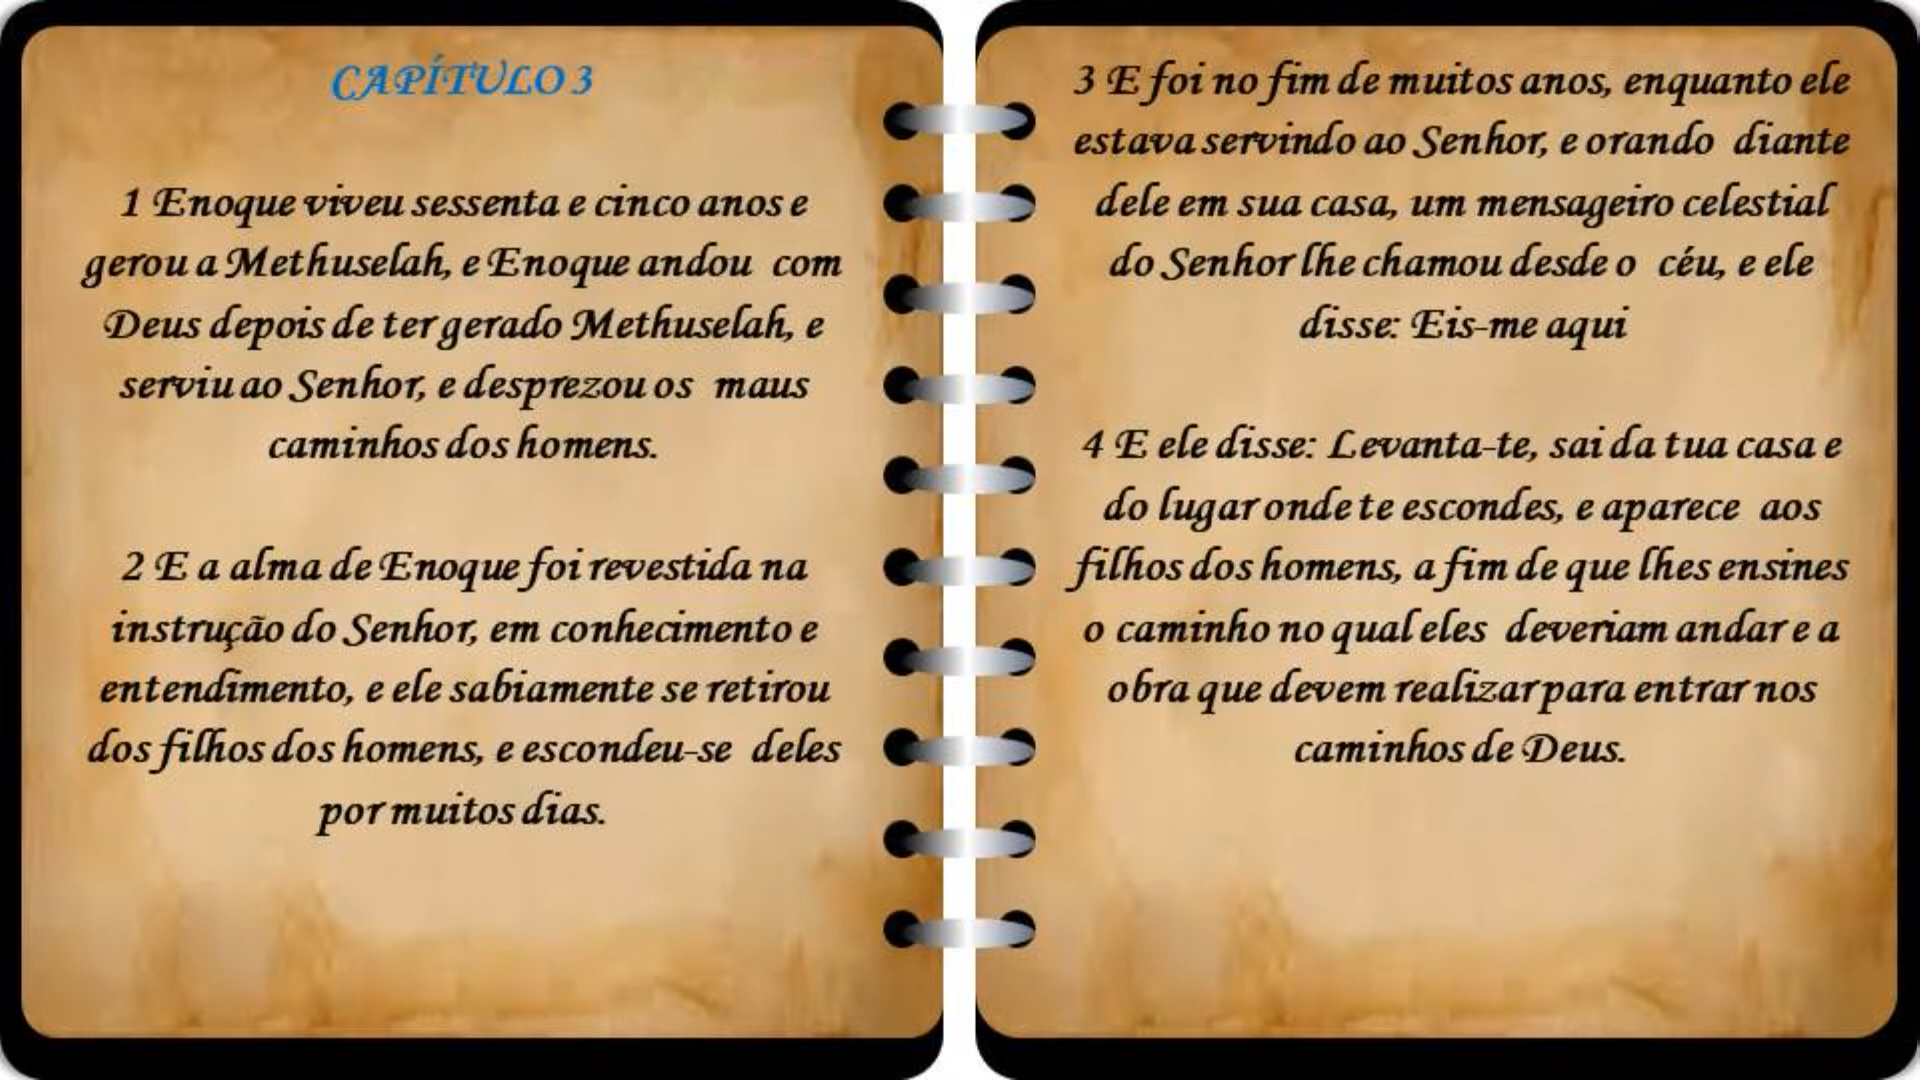 CAPÍTULO 3
1 Enoque viveu sessenta e cinco anos e
gerou a Methuselah, e Enoque andou com
Deus depois de ter gerado Methuselah, e
serviu ao Senhor, e desprezou os maus
caminhos dos homens.
2 E a alma de Enoque foi revestida na
instrução do Senhor, em conhecimento e
entendimento, e ele sabiamente se retirou
dos filhos dos homens, e escondeu-se deles
por muitos dias.
3 E foi no fim de muitos anos, enquanto ele
estava servindo ao Senhor, e orando diante
dele em sua casa, um mensageiro celestial
do Senhor lhe chamou desde o céu, e ele
disse: Eis-me aqui
4 E ele disse: Levanta-te, sai da tua casa e
do lugar onde te escondes, e aparece aos
filhos dos homens, a fim de que lhes ensines
o caminho no qual eles deveriam andar e a
obra que devem realizar para entrar nos
caminhos de Deus.